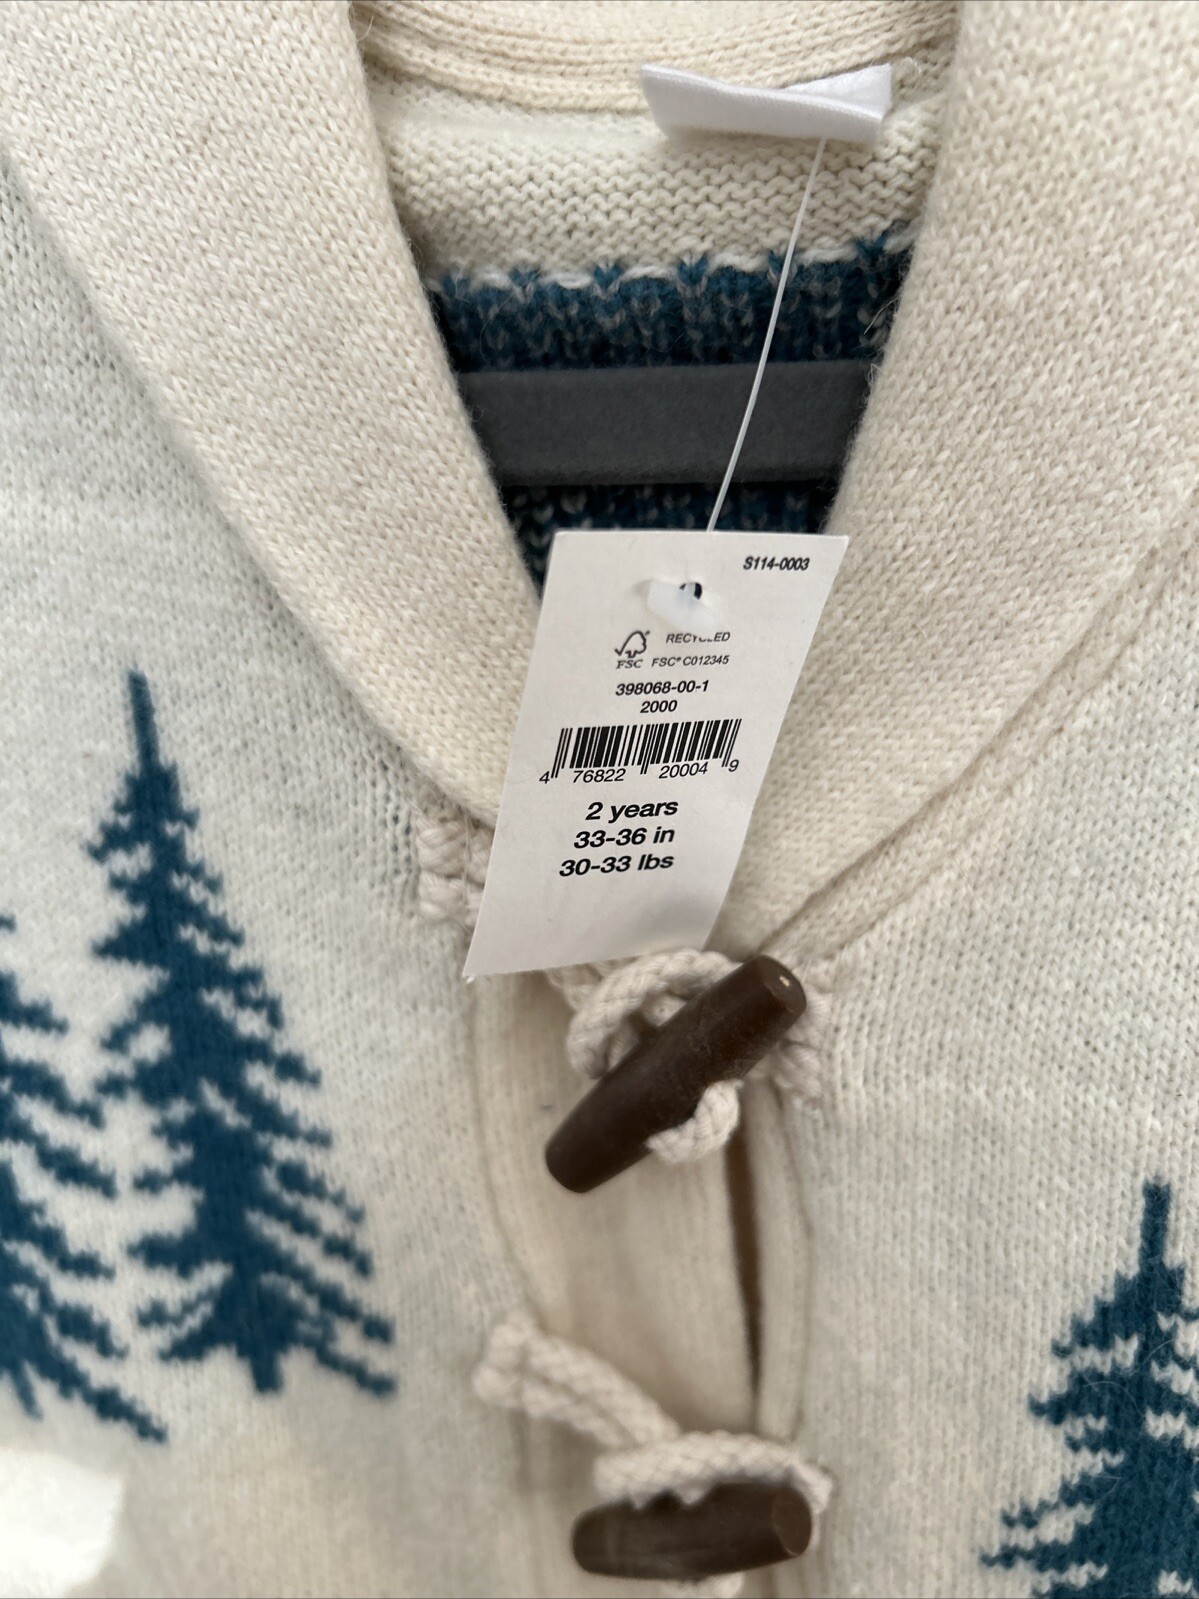 S114-0003
RECYCLED
FSC FSC® C012345
398068-00-1
2000
4 76822 20004 9
2 years
33-36 in
30-33 lbs